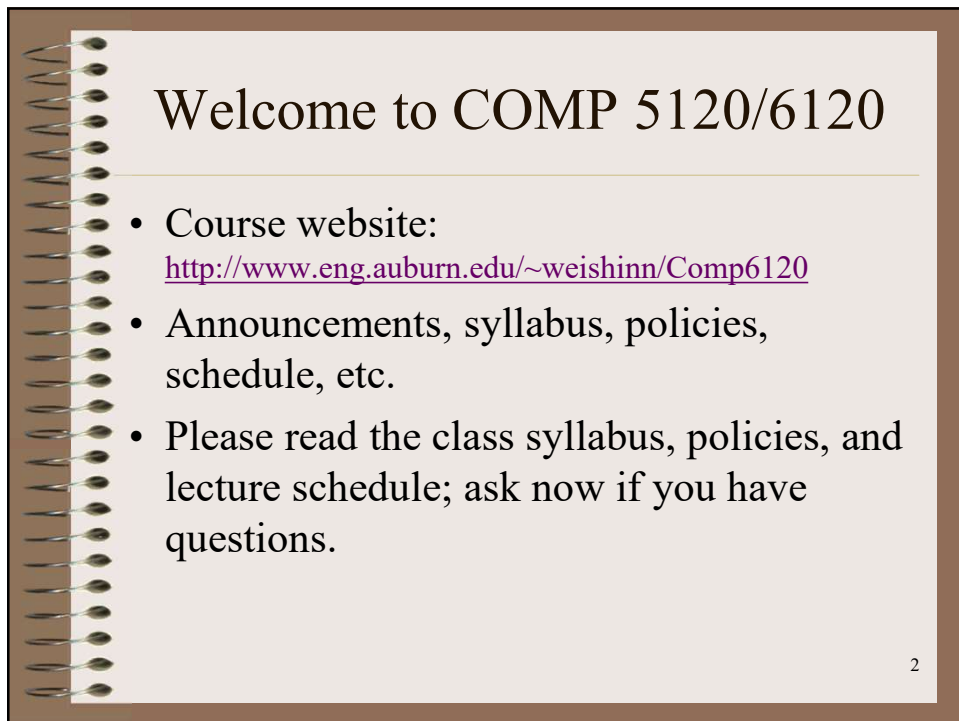 Welcome to COMP 5120/6120
• Course website:
http://www.eng.auburn.edu/~weishinn/Comp6120
• Announcements, syllabus, policies,
schedule, etc.
• Please read the class syllabus, policies, and
lecture schedule; ask now if you have
questions.
2